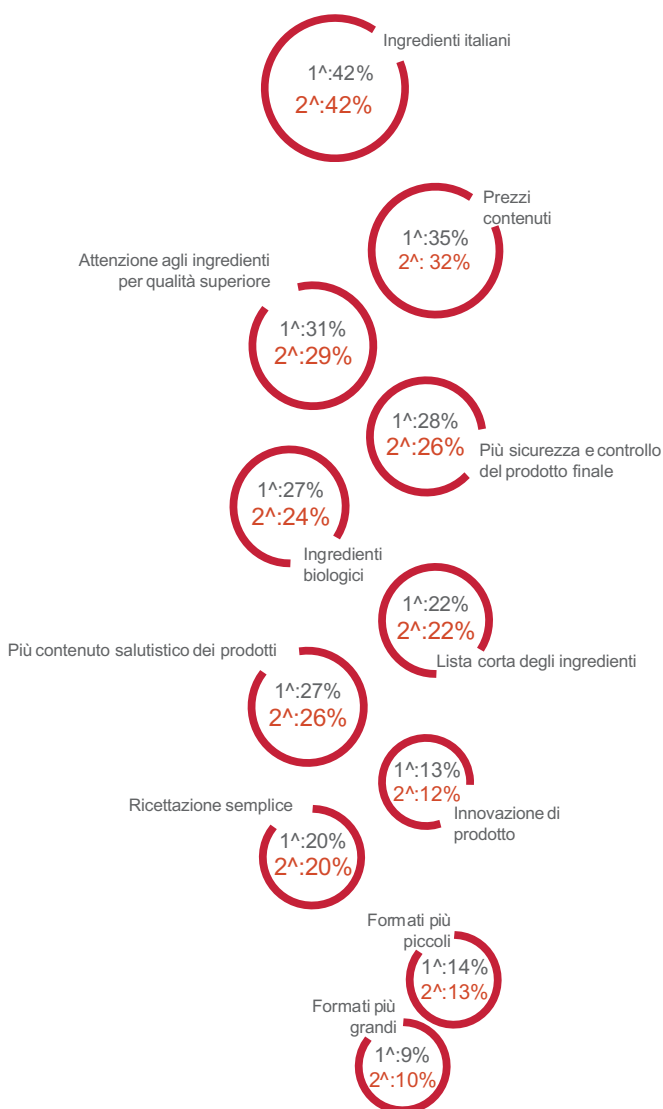 Ingredienti italiani
1^:42%
2^:42%
Prezzi
contenuti
1^:35%
2^: 32%
Attenzione agli ingredienti
per qualità superiore
1^:31%
2^:29%
1^:28%
2^:26%
Più sicurezza e controllo
del prodotto finale
1^:27%
2^:24%
Ingredienti
biologici
1^:22%
2^:22%
Lista corta degli ingredienti
Più contenuto salutistico dei prodotti
1^:27%
2^:26%
1^:13%
2^:12%
Innovazione di
prodotto
Ricettazione semplice
1^:20%
2^:20%
Formati più
piccoli
1^:14%
2^:13%
Formati più
grandi
1^:9%
2^:10%